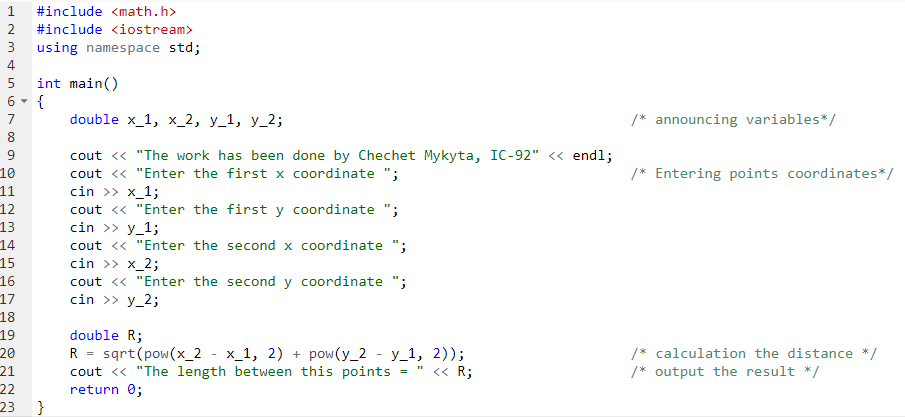 1 #include <math.h>
2 #include <iostream>
3 using namespace std;
4
5 int main()
6 {
7 double x_1, x_2, y_1, y_2; /* announcing variables*/
8
9 cout << "The work has been done by Chechet Mykyta, IC-92" << endl;
10 cout << "Enter the first x coordinate "; /* Entering points coordinates*/
11 cin >> x_1;
12 cout << "Enter the first y coordinate ";
13 cin >> y_1;
14 cout << "Enter the second x coordinate ";
15 cin >> x_2;
16 cout << "Enter the second y coordinate ";
17 cin >> y_2;
18
19 double R;
20 R = sqrt(pow(x_2 - x_1, 2) + pow(y_2 - y_1, 2)); /* calculation the distance */
21 cout << "The length between this points = " << R; /* output the result */
22 return 0;
23 }